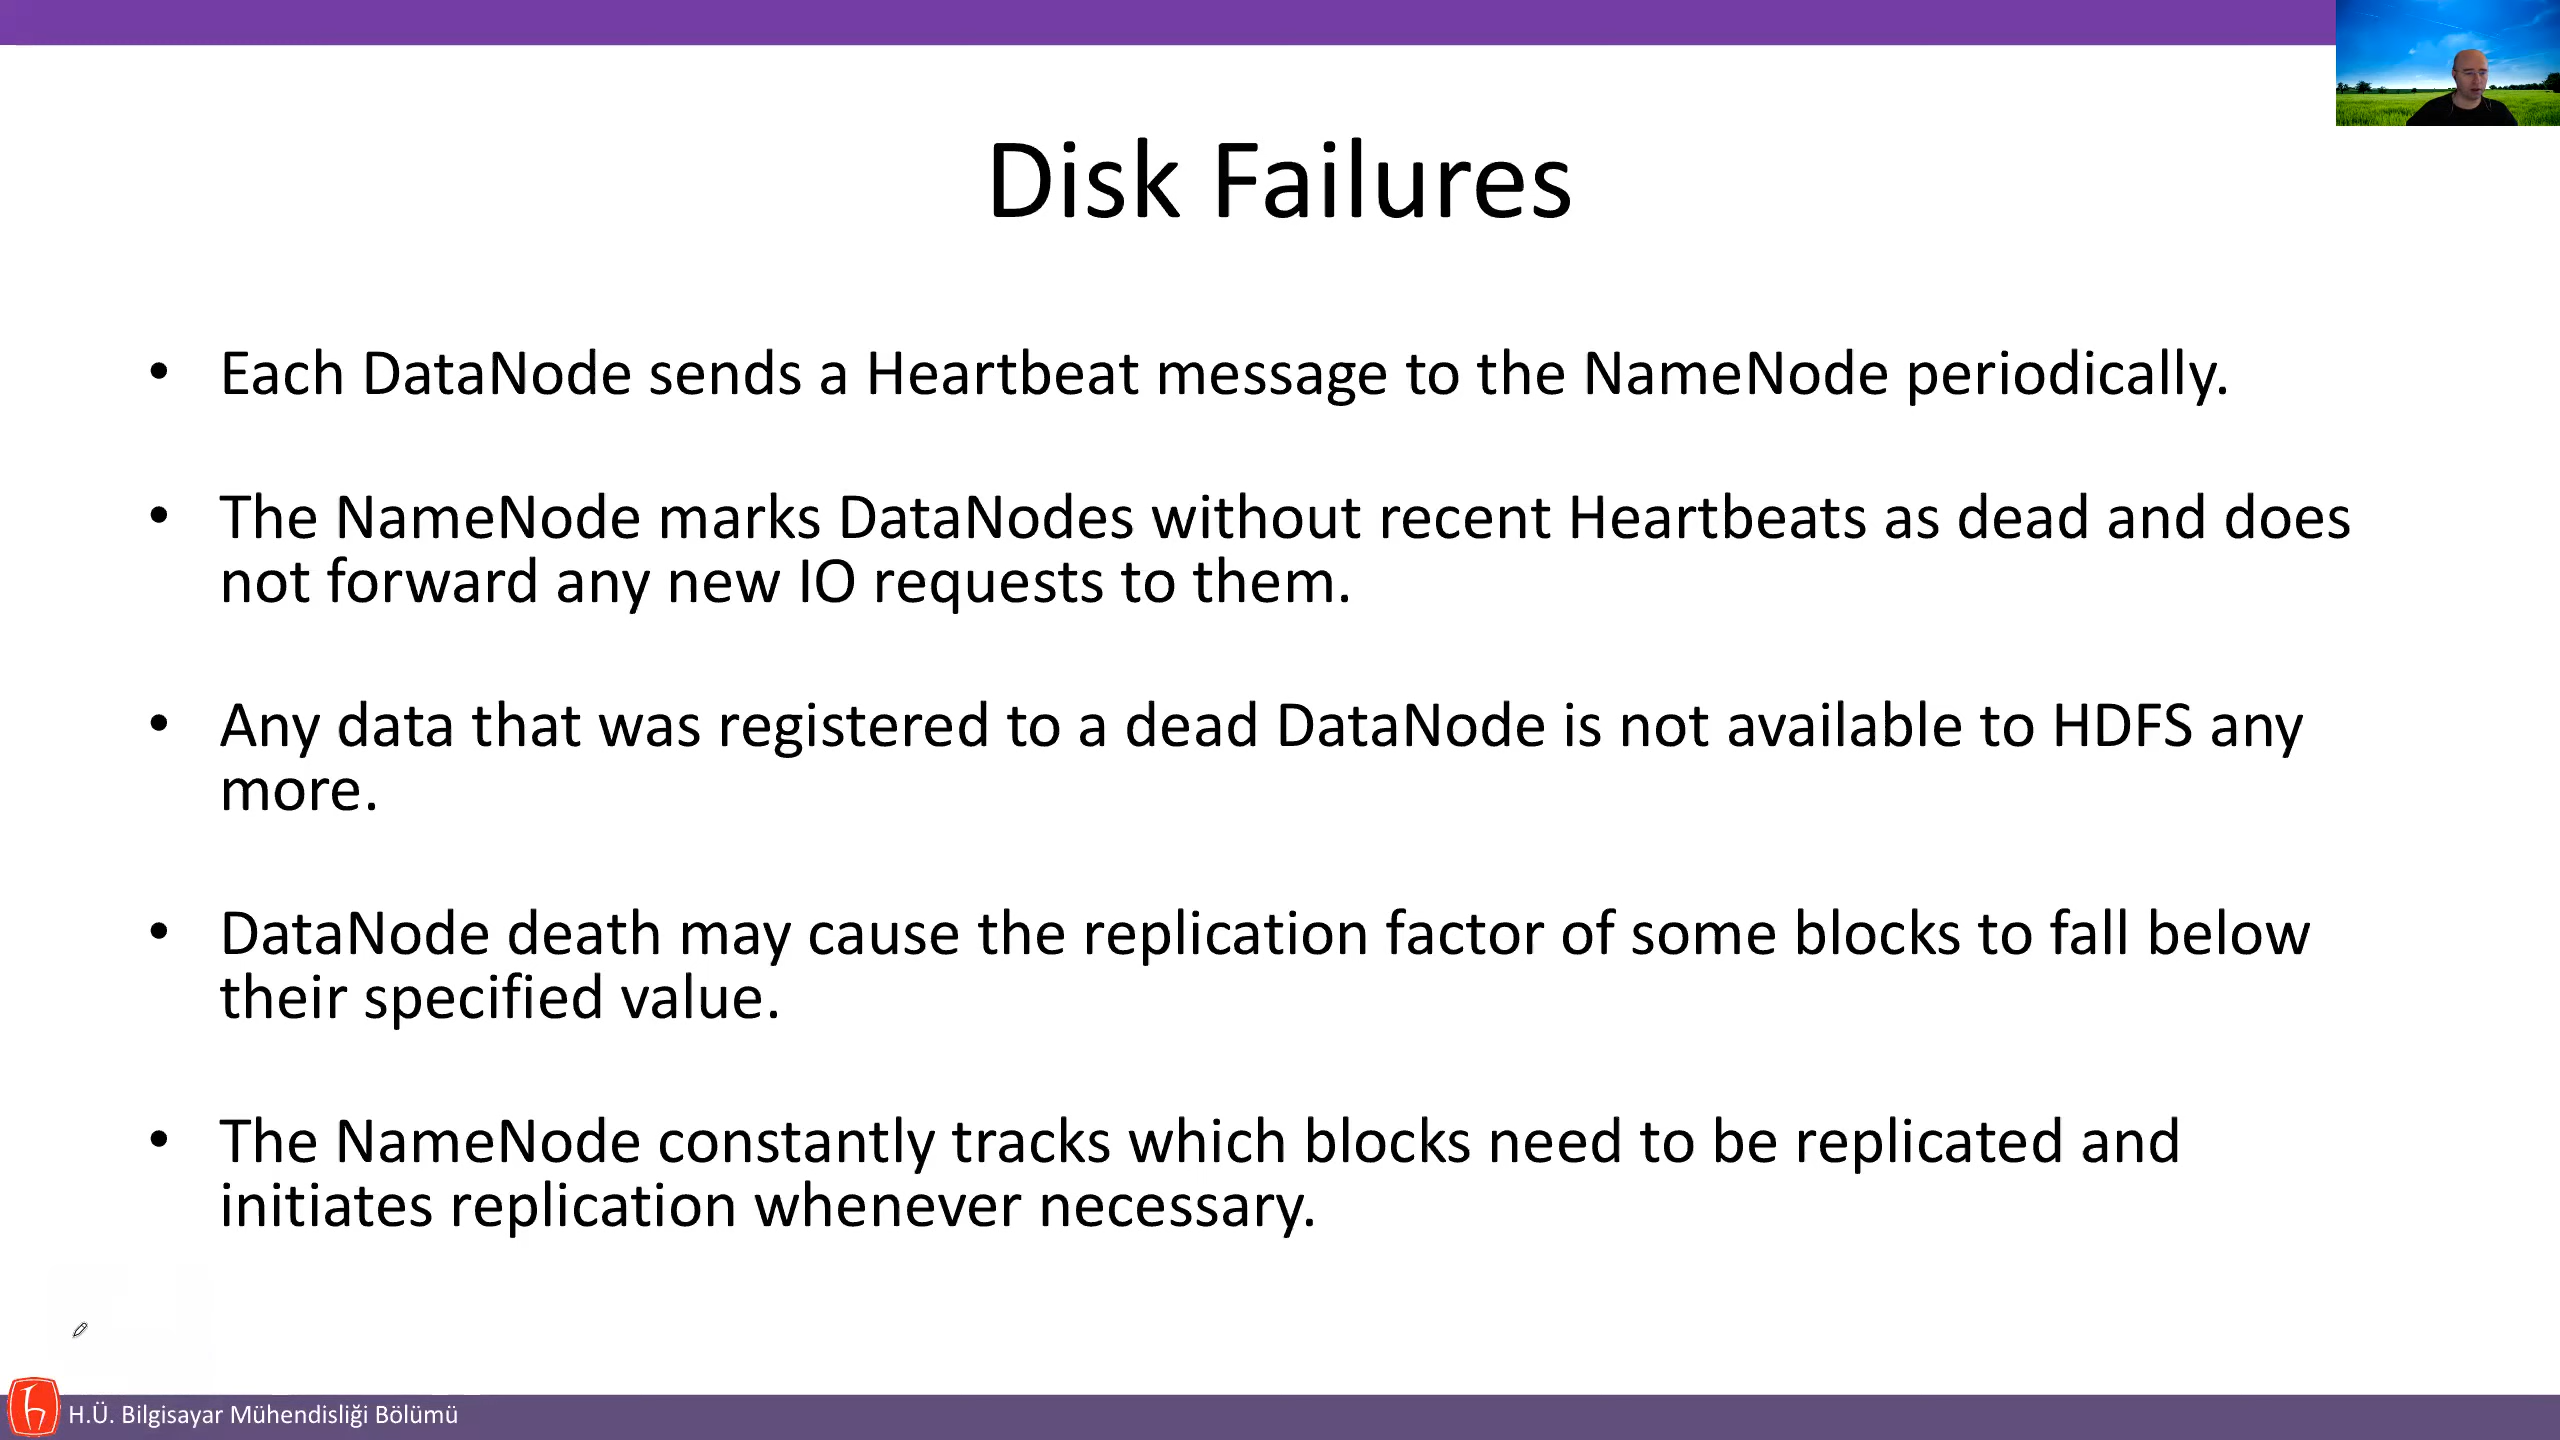 Disk Failures
• Each DataNode sends a Heartbeat message to the NameNode periodically.
• The NameNode marks DataNodes without recent Heartbeats as dead and does
not forward any new IO requests to them.
• Any data that was registered to a dead DataNode is not available to HDFS any
more.
• DataNode death may cause the replication factor of some blocks to fall below
their specified value.
• The NameNode constantly tracks which blocks need to be replicated and
initiates replication whenever necessary.
H.Ü. Bilgisayar Mühendisliği Bölümü